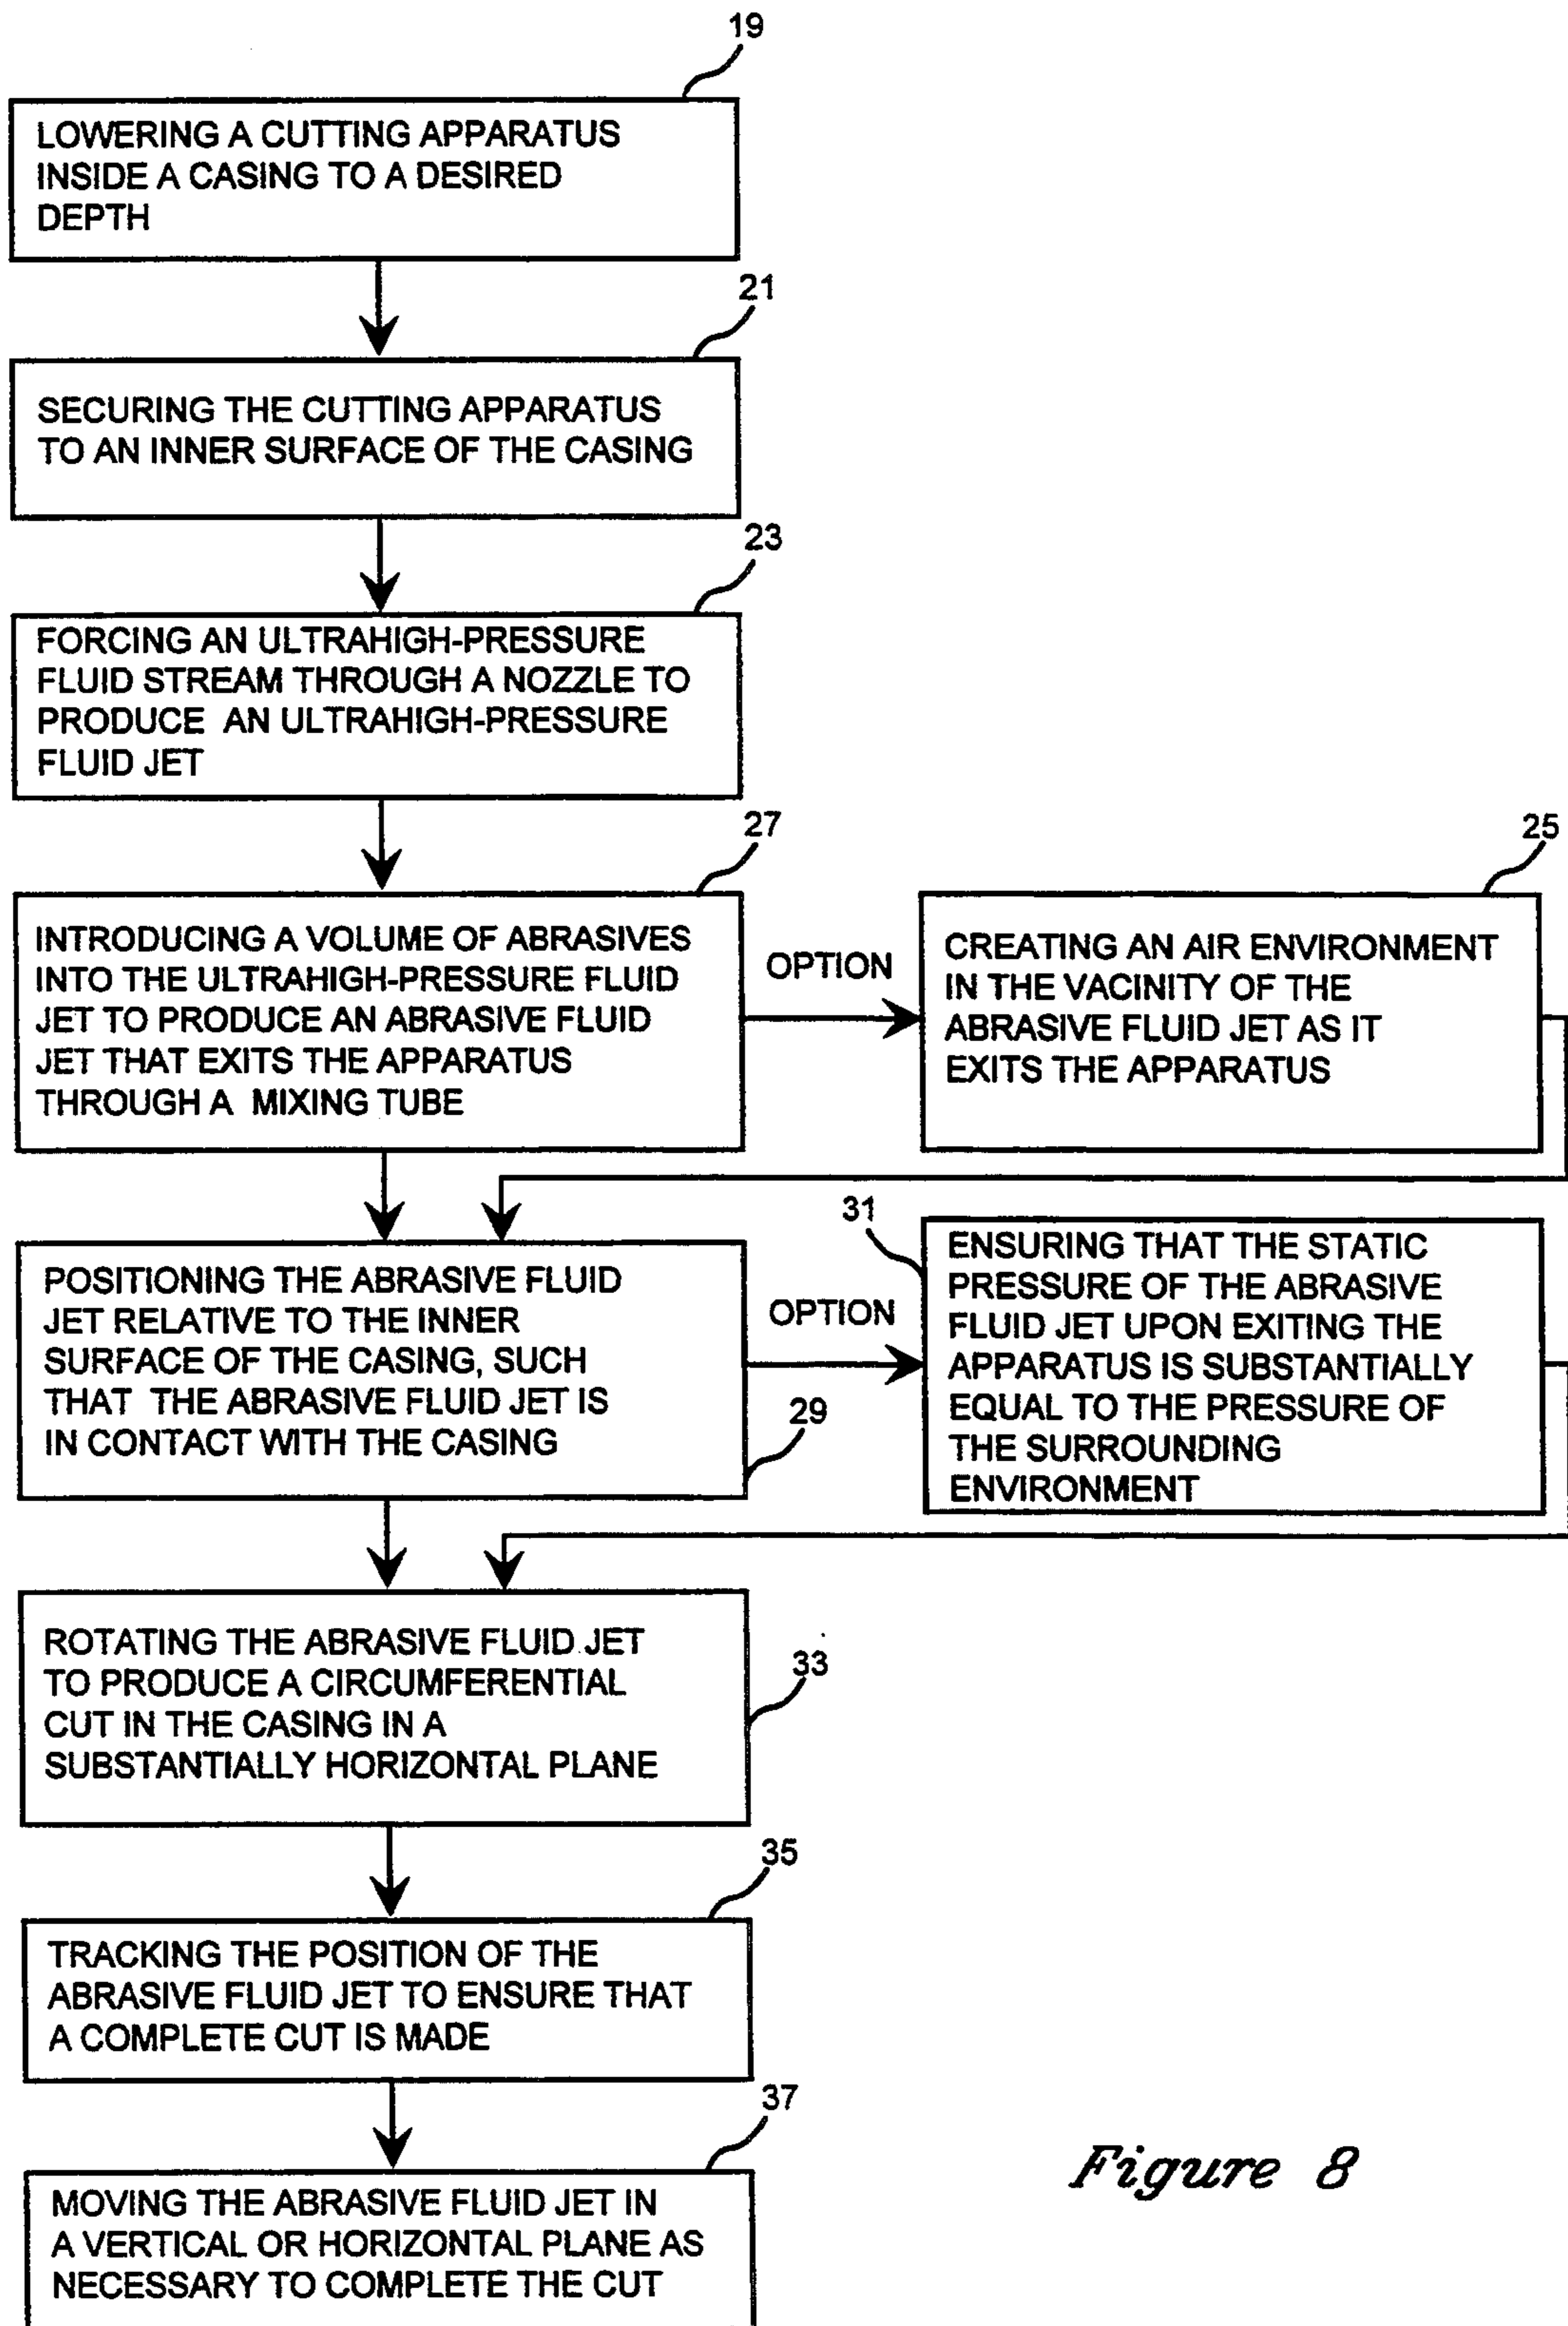 19
LOWERING A CUTTING APPARATUS
INSIDE A CASING TO A DESIRED
DEPTH
21
SECURING THE CUTTING APPARATUS
TO AN INNER SURFACE OF THE CASING
23
FORCING AN ULTRAHIGH-PRESSURE
FLUID STREAM THROUGH A NOZZLE TO
PRODUCE AN ULTRAHIGH-PRESSURE
FLUID JET
27
INTRODUCING A VOLUME OF ABRASIVES
INTO THE ULTRAHIGH-PRESSURE FLUID
JET TO PRODUCE AN ABRASIVE FLUID
JET THAT EXITS THE APPARATUS
THROUGH A MIXING TUBE
OPTION
25
CREATING AN AIR ENVIRONMENT
IN THE VACINITY OF THE
ABRASIVE FLUID JET AS IT
EXITS THE APPARATUS
POSITIONING THE ABRASIVE FLUID
JET RELATIVE TO THE INNER
SURFACE OF THE CASING, SUCH
THAT THE ABRASIVE FLUID JET IS
IN CONTACT WITH THE CASING
29
OPTION
31
ENSURING THAT THE STATIC
PRESSURE OF THE ABRASIVE
FLUID JET UPON EXITING THE
APPARATUS IS SUBSTANTIALLY
EQUAL TO THE PRESSURE OF
THE SURROUNDING
ENVIRONMENT
ROTATING THE ABRASIVE FLUID JET
TO PRODUCE A CIRCUMFERENTIAL
CUT IN THE CASING IN A
SUBSTANTIALLY HORIZONTAL PLANE
33
35
TRACKING THE POSITION OF THE
ABRASIVE FLUID JET TO ENSURE THAT
A COMPLETE CUT IS MADE
37
MOVING THE ABRASIVE FLUID JET IN
A VERTICAL OR HORIZONTAL PLANE AS
NECESSARY TO COMPLETE THE CUT
Figure 8